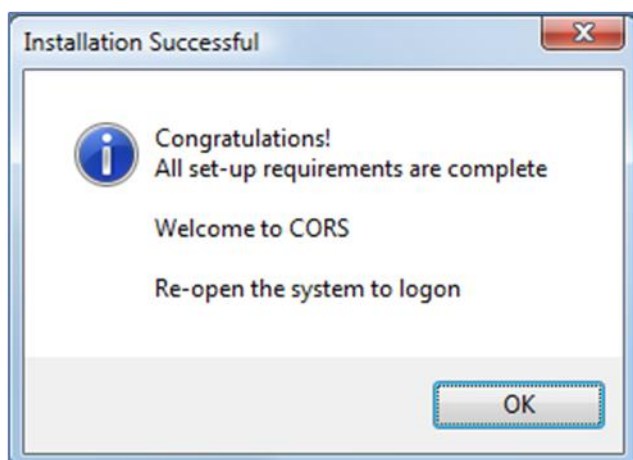 Installation Successful
Congratulations!
All set-up requirements are complete
Welcome to CORS
Re-open the system to logon
OK